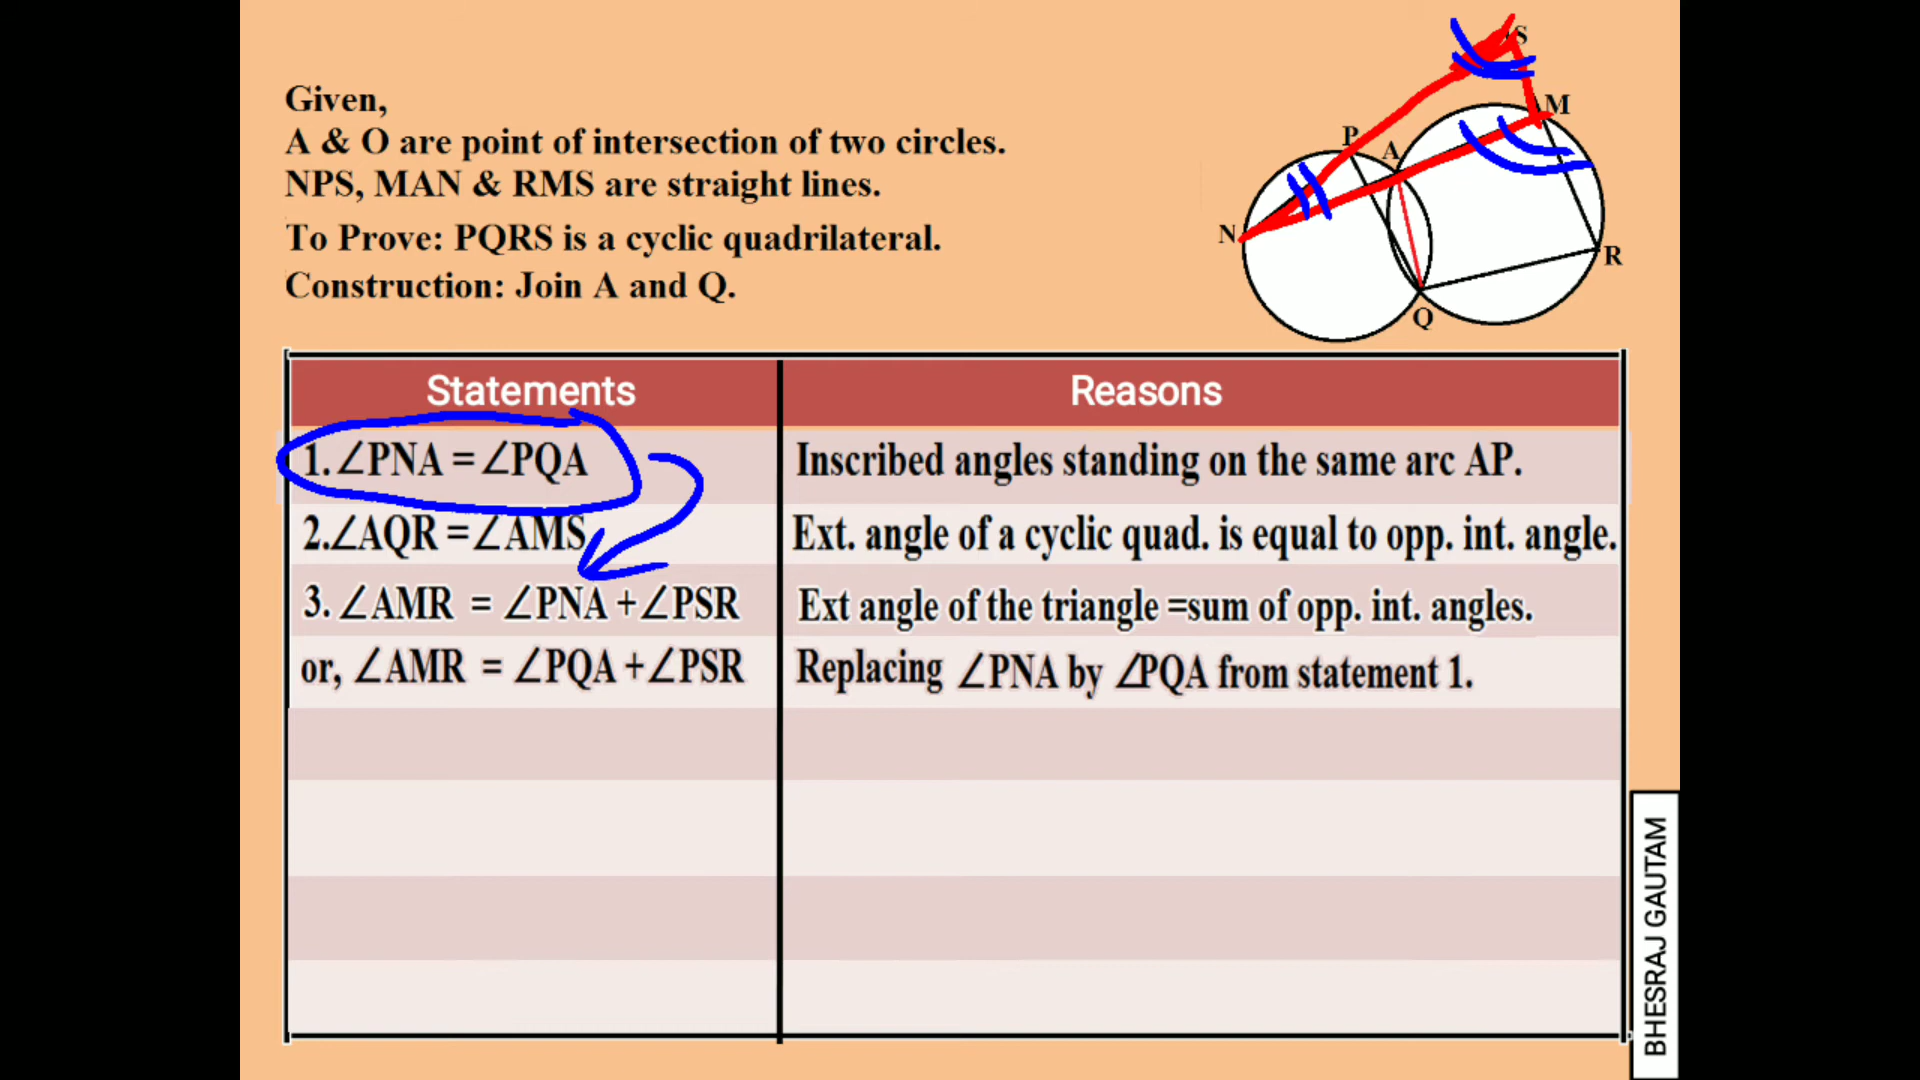 Given,
A & O are point of intersection of two circles.
NPS, MAN & RMS are straight lines.
To Prove: PQRS is a cyclic quadrilateral.
Construction: Join A and Q.
S
M
P
A
N
R
Q
Statements
Reasons
1.∠PNA = ∠PQA
Inscribed angles standing on the same arc AP.
2.∠AQR = ∠AMS
Ext. angle of a cyclic quad. is equal to opp. int. angle.
3. ∠AMR = ∠PNA + ∠PSR
Ext angle of the triangle =sum of opp. int. angles.
or, ∠AMR = ∠PQA + ∠PSR
Replacing ∠PNA by ∠PQA from statement 1.
BHESRAJ GAUTAM